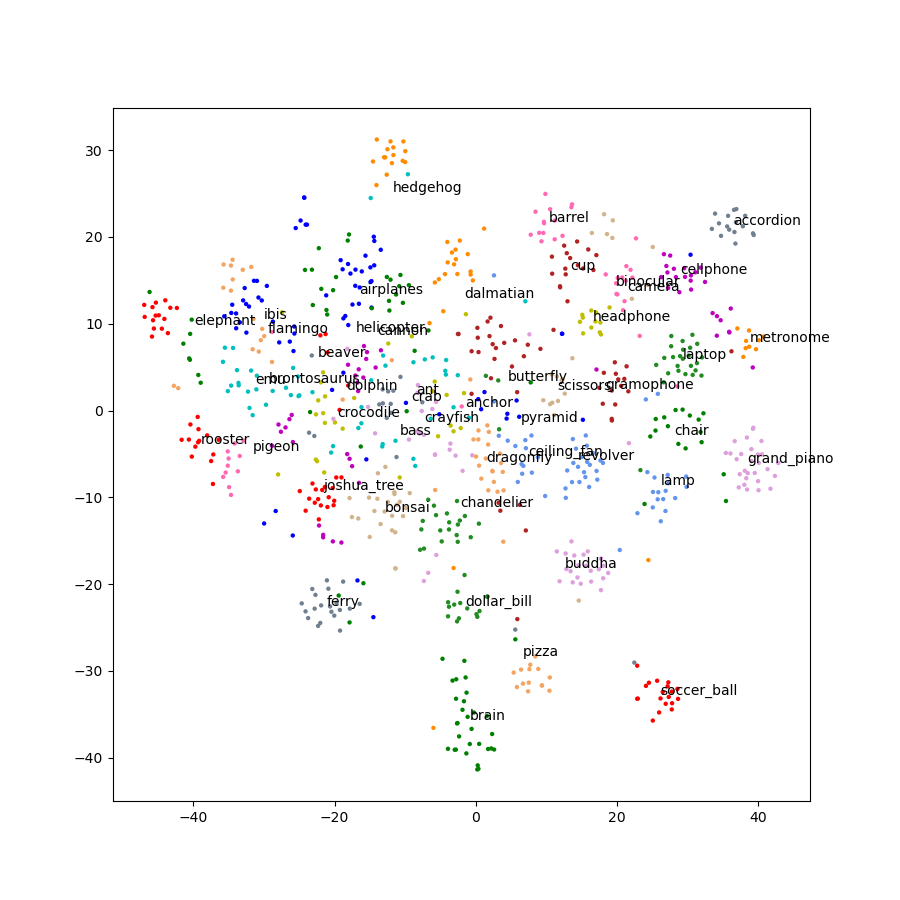 30
20
10
0
−10
−20
−30
−40
−40
−20
0
20
40
hedgehog
barrel
accordion
cup
cellphone
binocular
camera
airplanes
dalmatian
elephant
ibis
flamingo
helicopter
cannon
headphone
metronome
beaver
laptop
emu
brontosaurus
dolphin
ant
crab
butterfly
scissors
gramophone
crocodile
crayfish
anchor
pyramid
bass
chair
rooster
pigeon
dragonfly
ceiling_fan
revolver
grand_piano
joshua_tree
lamp
bonsai
chandelier
buddha
ferry
dollar_bill
pizza
soccer_ball
brain